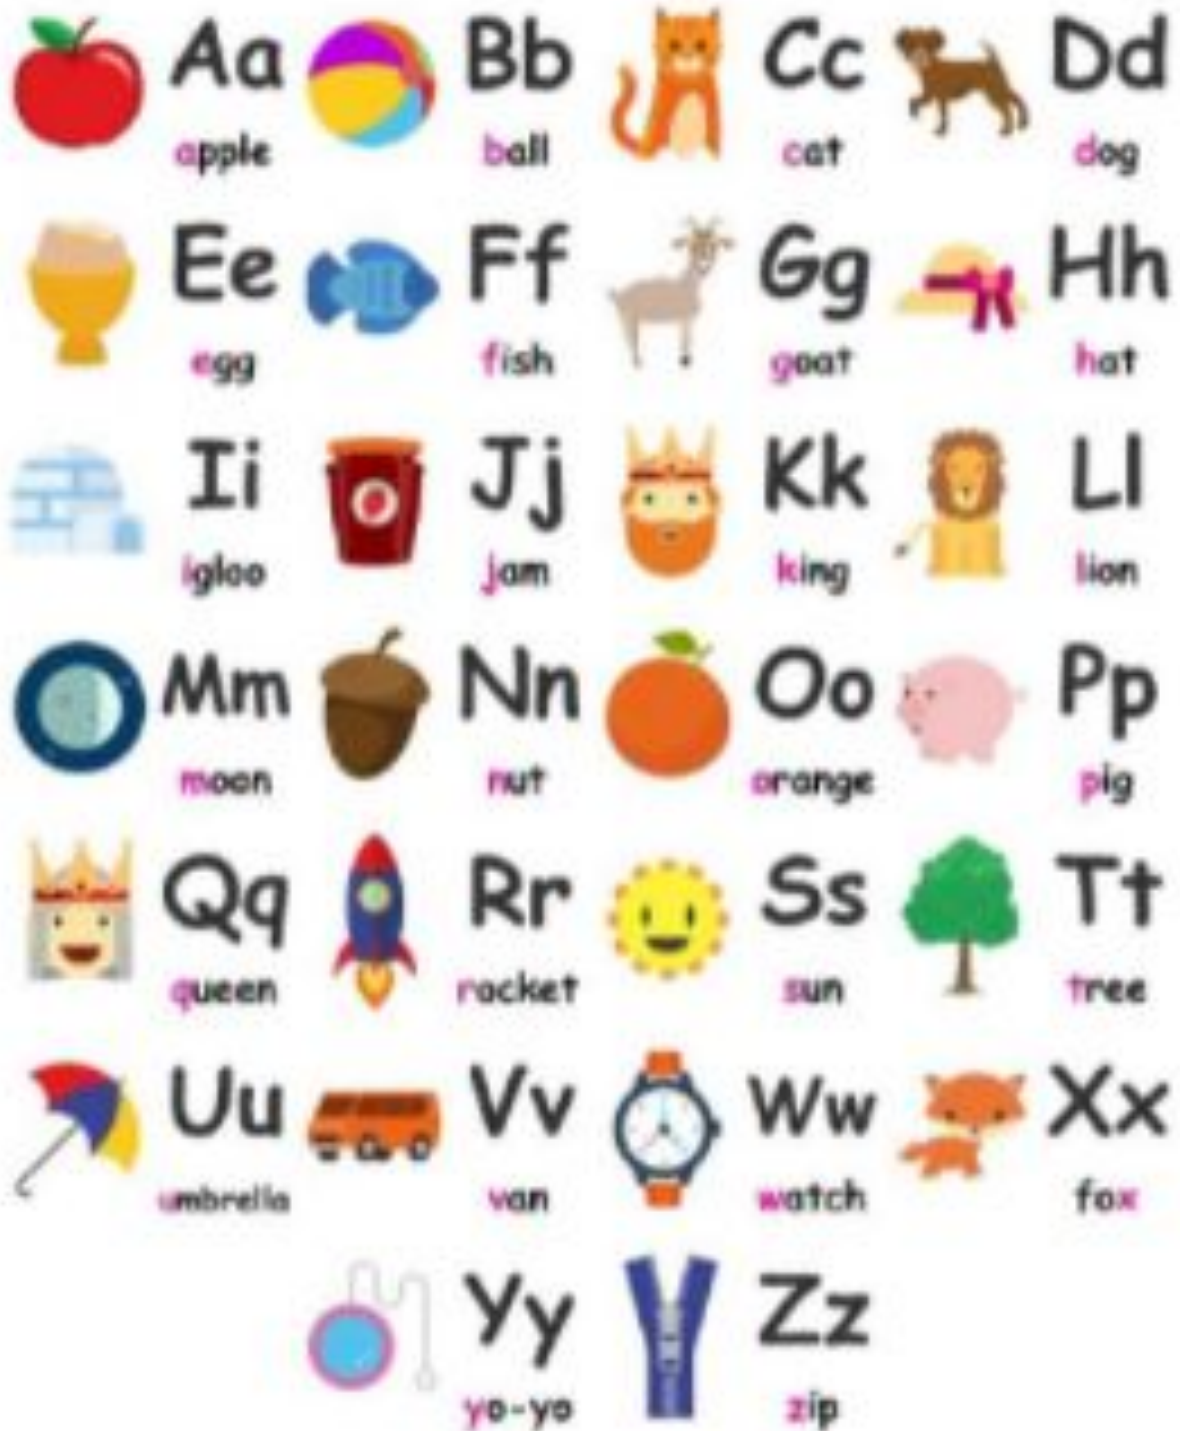 Aa Bb Cc Dd
apple ball cat dog
Ee Ff Gg Hh
egg fish goat hat
Ii Jj Kk Ll
igloo jam king lion
Mm Nn Oo Pp
moon nut orange pig
Qq Rr Ss Tt
queen rocket sun tree
Uu Vv Ww Xx
umbrella van watch fox
Yy Zz
yo-yo zip